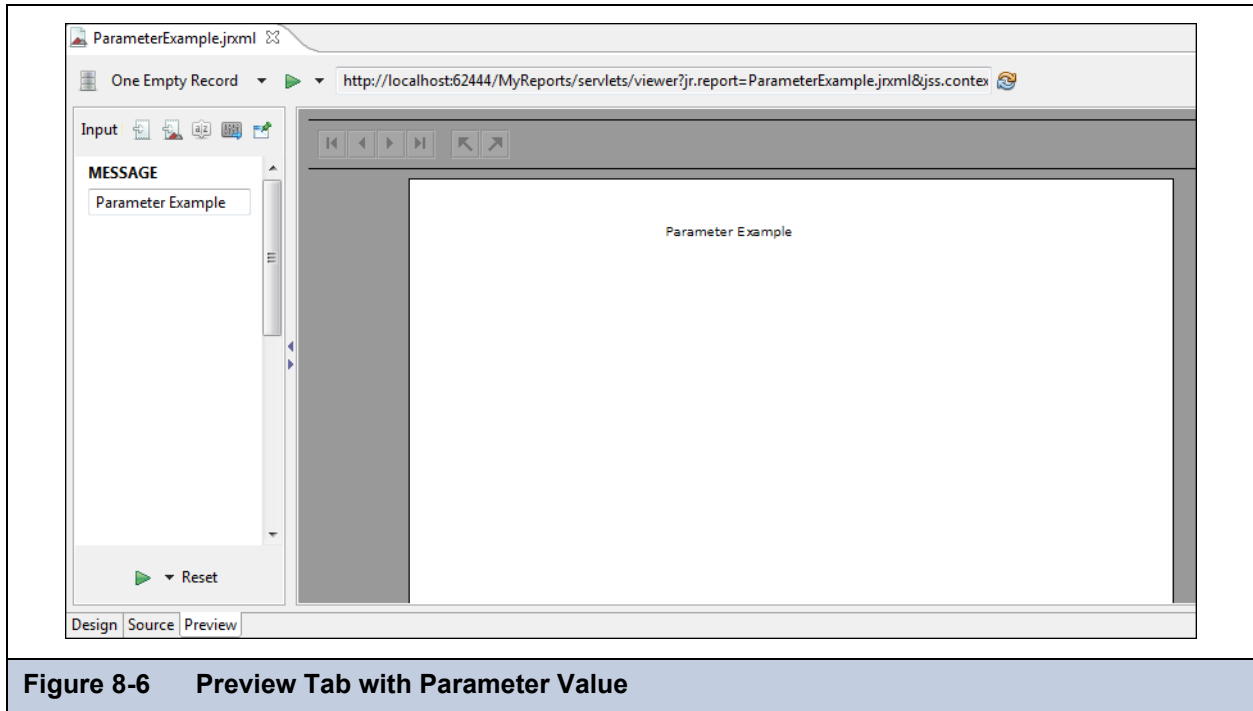 ParameterExample.jrxml
One Empty Record http://localhost:62444/MyReports/servlets/viewer?jr.report=ParameterExample.jrxml&jss.contex
Input
MESSAGE
Parameter Example
Parameter Example
Reset
Design Source Preview
Figure 8-6 Preview Tab with Parameter Value